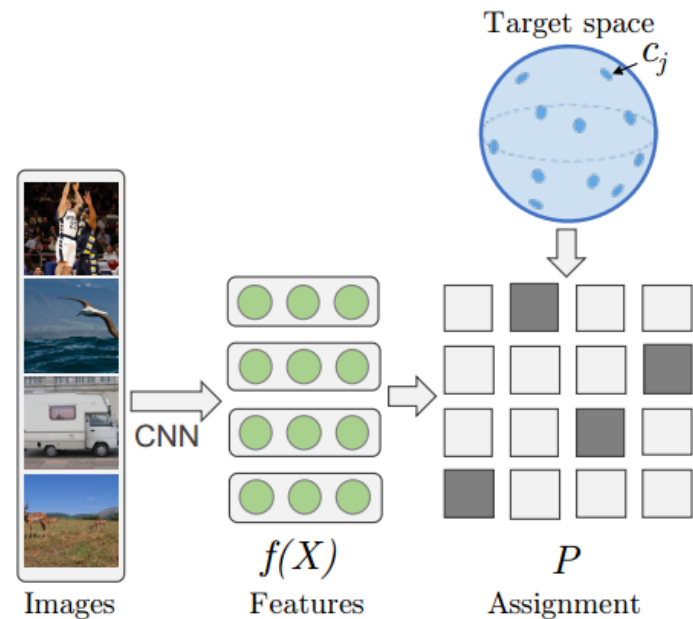 Target space
c_j
CNN
f(X)
P
Images
Features
Assignment